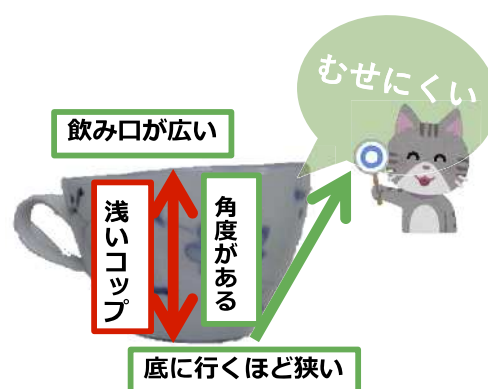 むせにくい
飲み口が広い
浅いコップ
角度がある
底に行くほど狭い